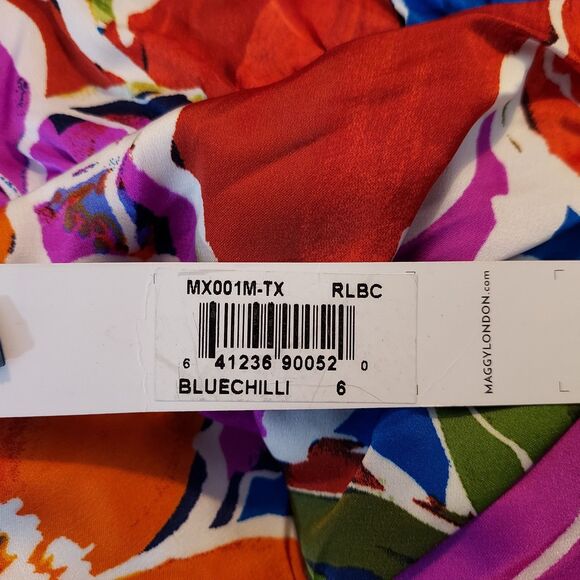 MX001M-TX RLBC
6 41236 90052 0
BLUECHILLI 6
MAGGYLONDON.com